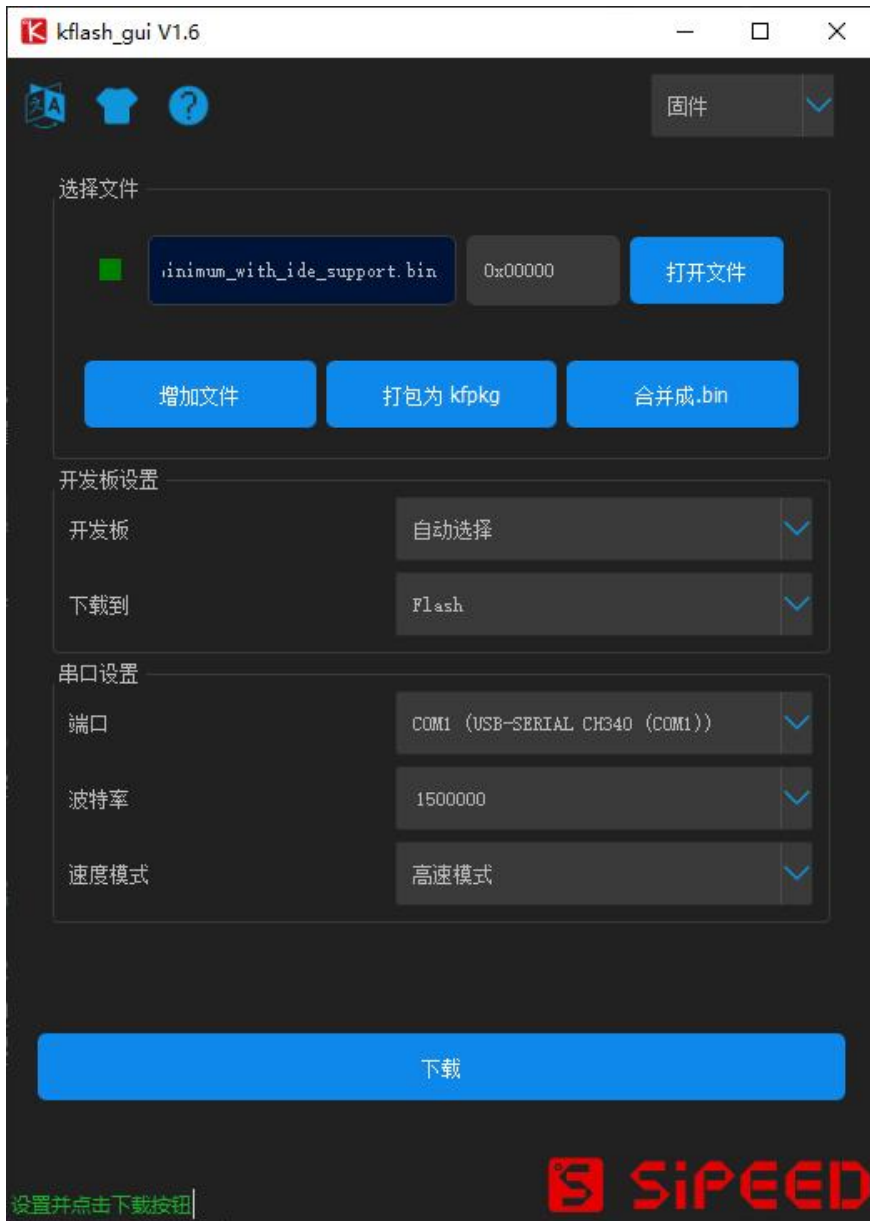 kflash_gui V1.6
固件
选择文件
inimum_with_ide_support.bin 0x00000 打开文件
增加文件 打包为 kfpkg 合并成.bin
开发板设置
开发板 自动选择
下载到 Flash
串口设置
端口 COM1 (USB-SERIAL CH340 (COM1))
波特率 1500000
速度模式 高速模式
下载
SiPEED
设置并点击下载按钮